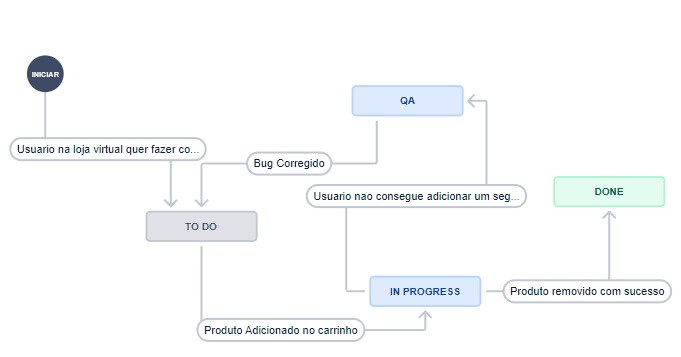 INICIAR
QA
Usuario na loja virtual quer fazer co...
Bug Corregido
Usuario nao consegue adicionar um seg...
DONE
TO DO
IN PROGRESS
Produto removido com sucesso
Produto Adicionado no carrinho